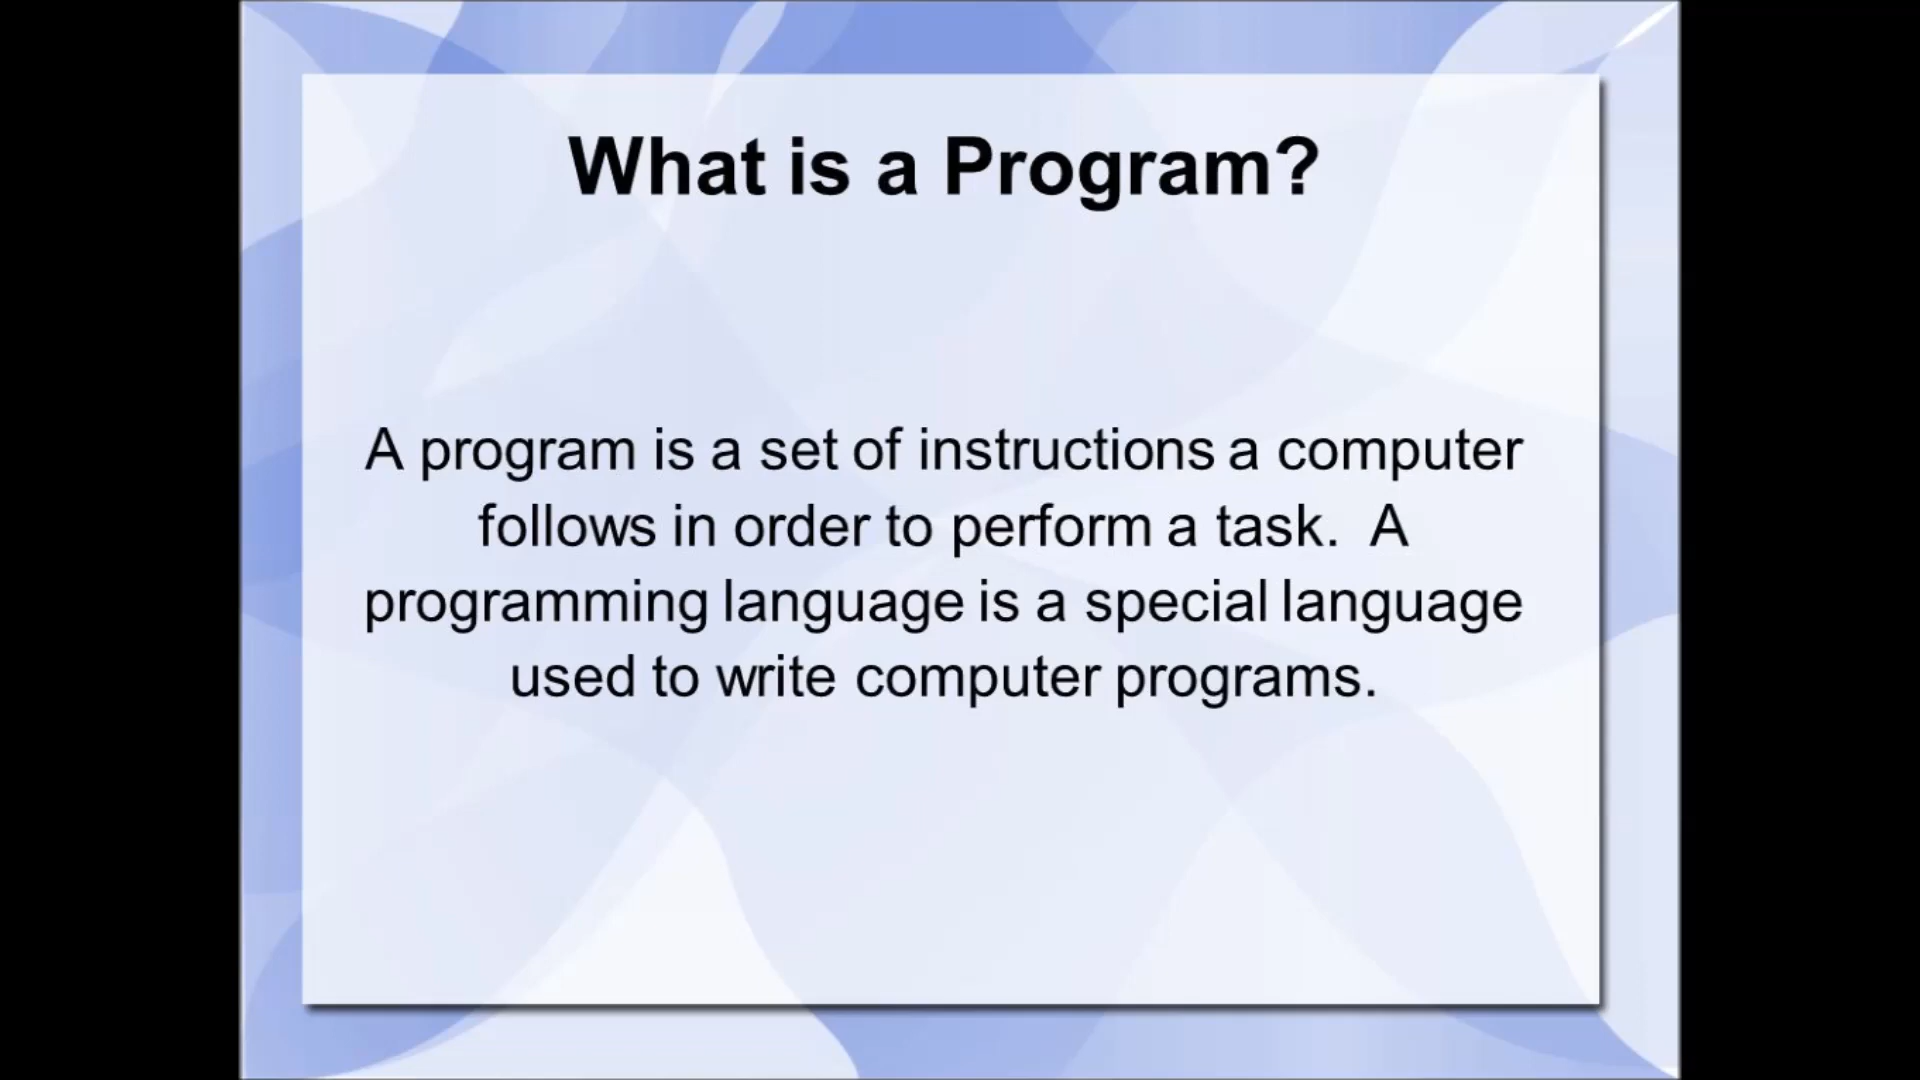 What is a Program?
A program is a set of instructions a computer
follows in order to perform a task.  A
programming language is a special language
used to write computer programs.